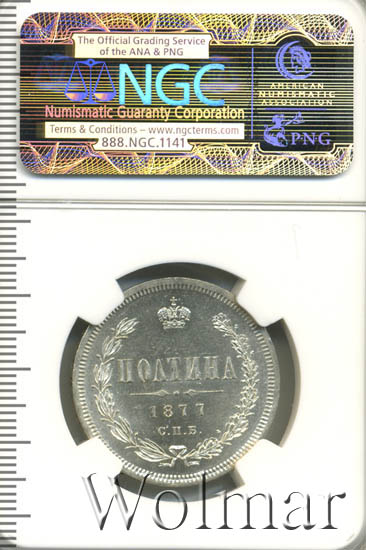 The Official Grading Service
of the ANA & PNG
NGC
Numismatic Guaranty Corporation
Terms & Conditions – www.ngcterms.com
888.NGC.1141
AMERICAN
NUMISMATIC
ASSOCIATION
PNG
ПОЛТИНА
1877
С.П.Б.
Wolmar